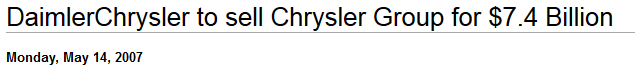 DaimlerChrysler to sell Chrysler Group for $7.4 Billion
Monday, May 14, 2007